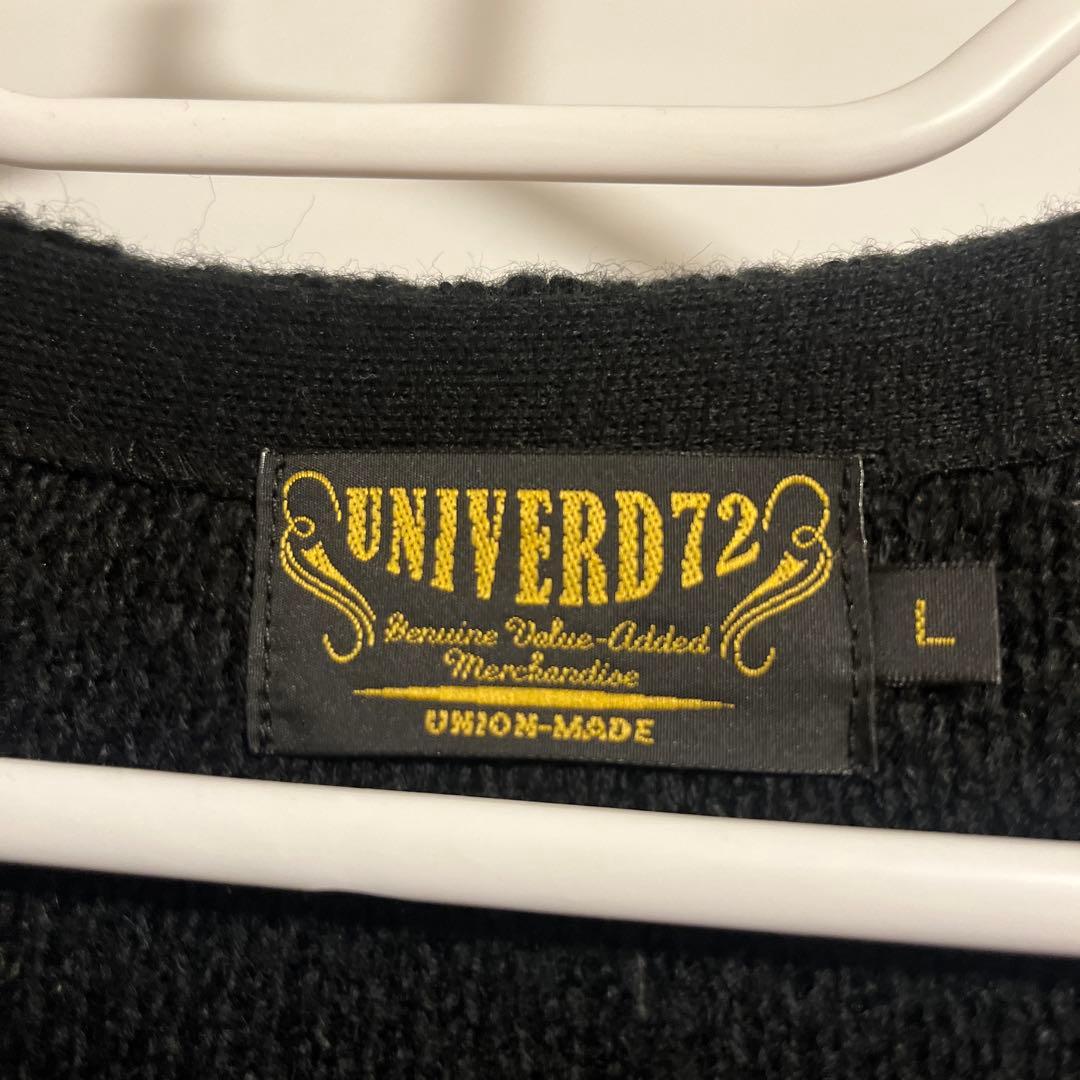 UNIVERD72
Genuine Value-Added
Merchandise
UNION-MADE
L